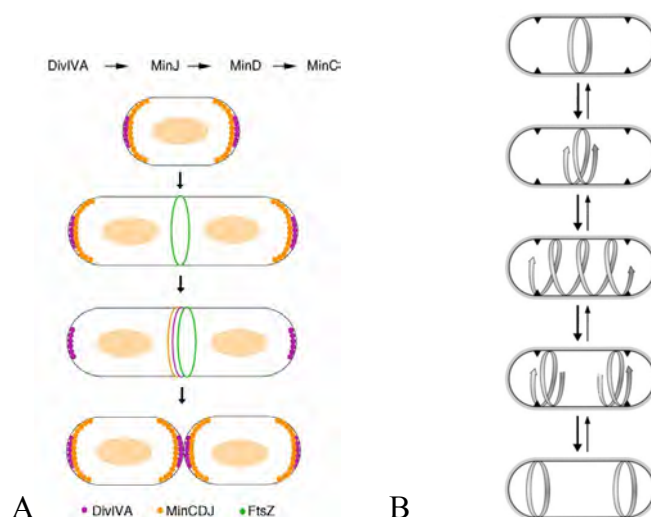 DivIVA → MinJ → MinD → MinC
A • DivIVA • MinCDJ • FtsZ
B